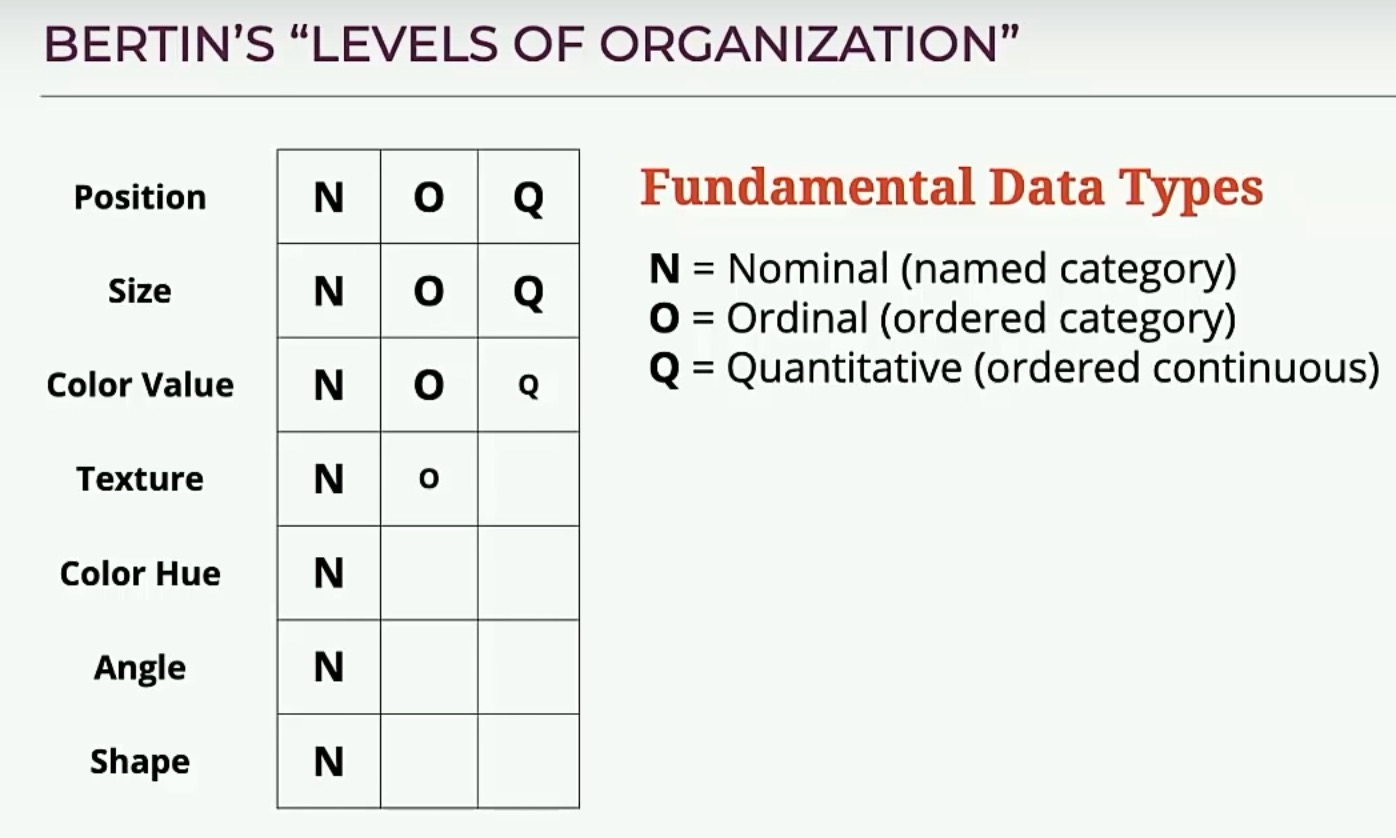 BERTIN’S “LEVELS OF ORGANIZATION”
Position N O Q
Size N O Q
Color Value N O Q
Texture N O
Color Hue N
Angle N
Shape N
Fundamental Data Types
N = Nominal (named category)
O = Ordinal (ordered category)
Q = Quantitative (ordered continuous)